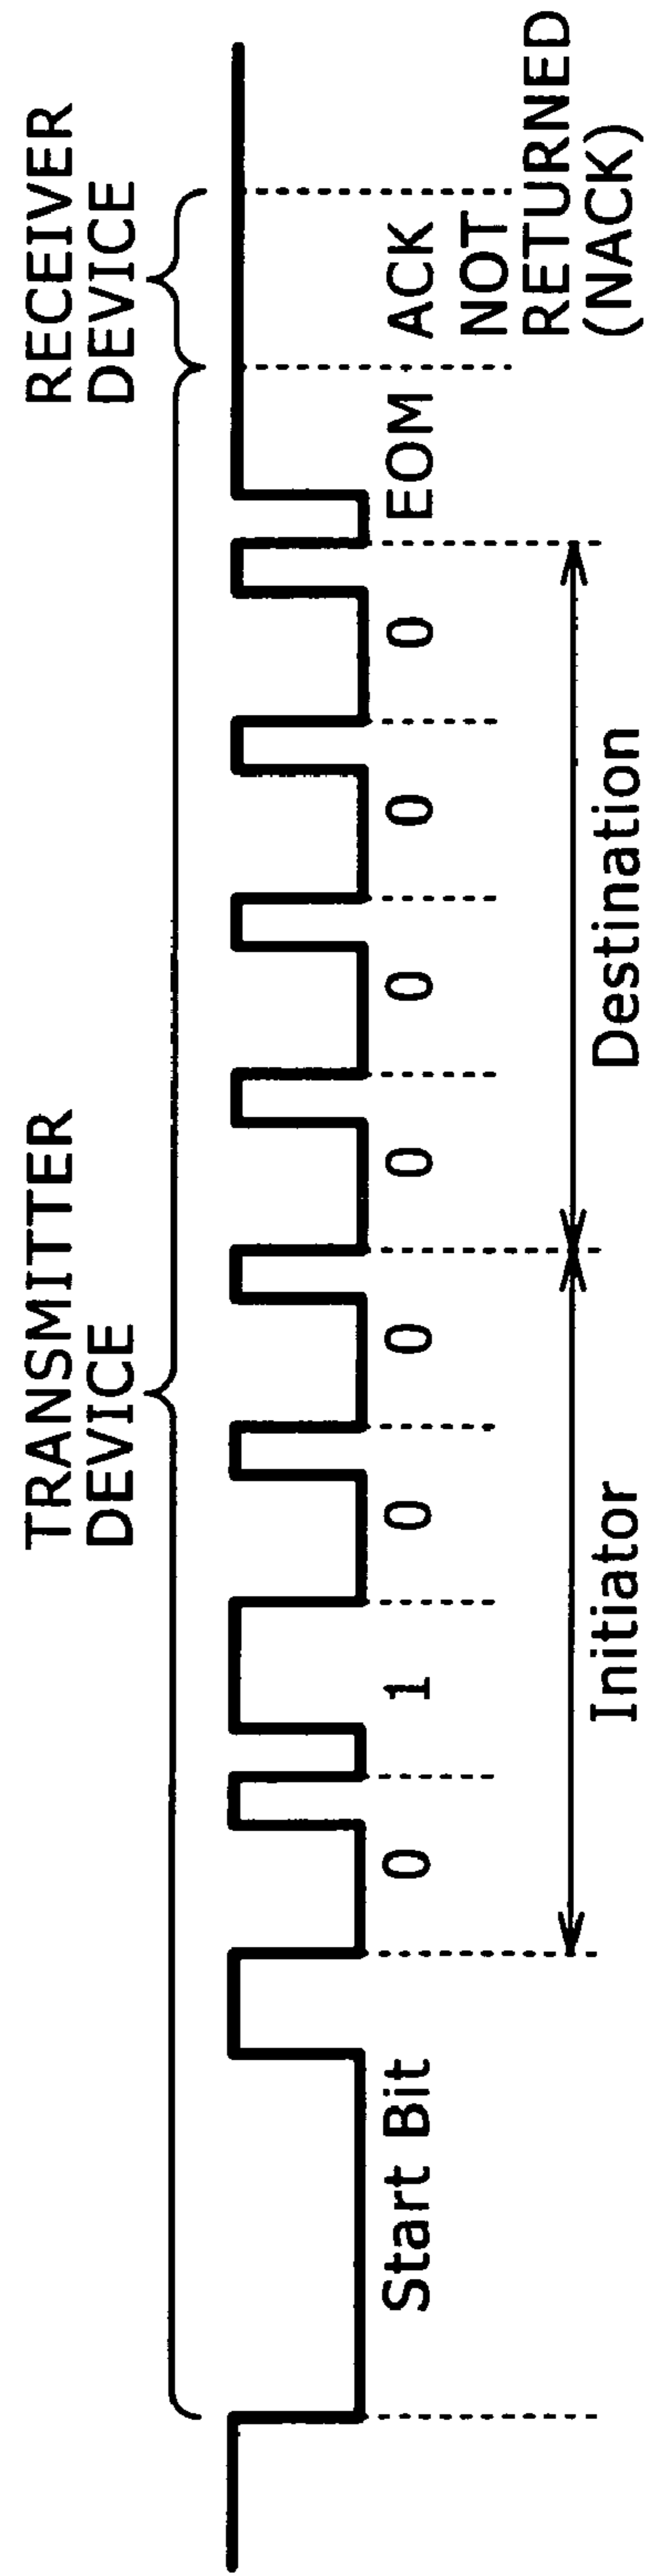 TRANSMITTER
DEVICE
RECEIVER
DEVICE
Start Bit 0 1 0 0 0 0 0 0 EOM ACK
NOT
RETURNED
(NACK)
Initiator Destination